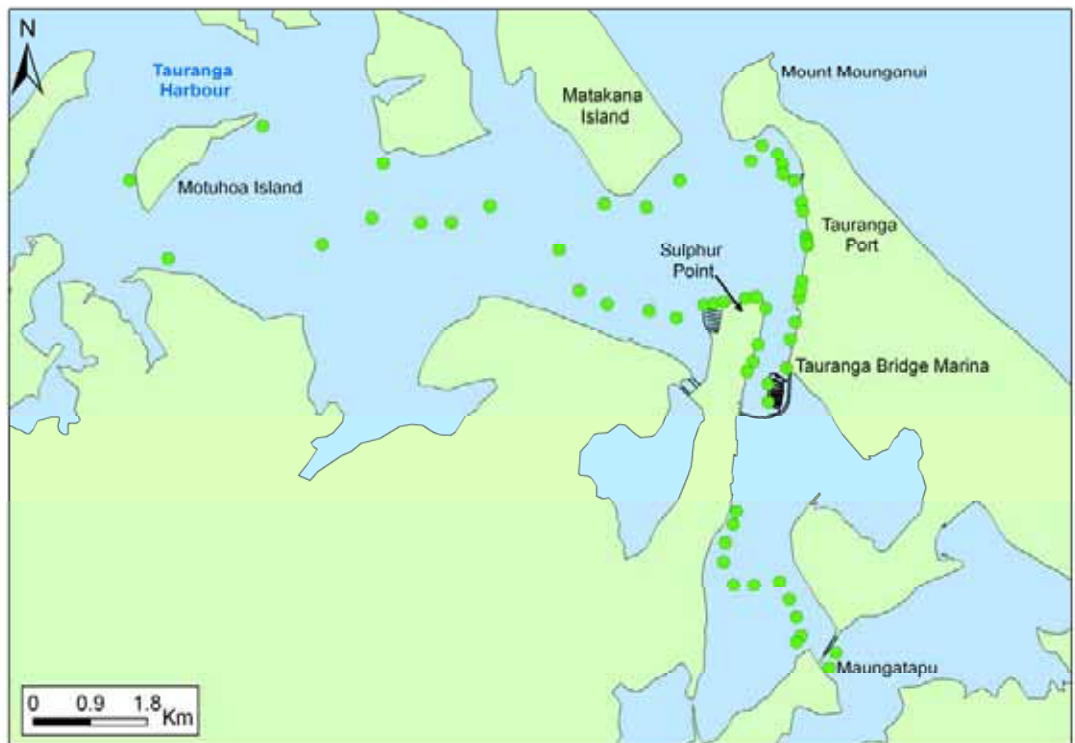 N
Tauranga
Harbour
Mount Maunganui
Matakana
Island
Motuhoa Island
Tauranga
Port
Sulphur
Point
Tauranga Bridge Marina
Maungatapu
0 0.9 1.8
Km